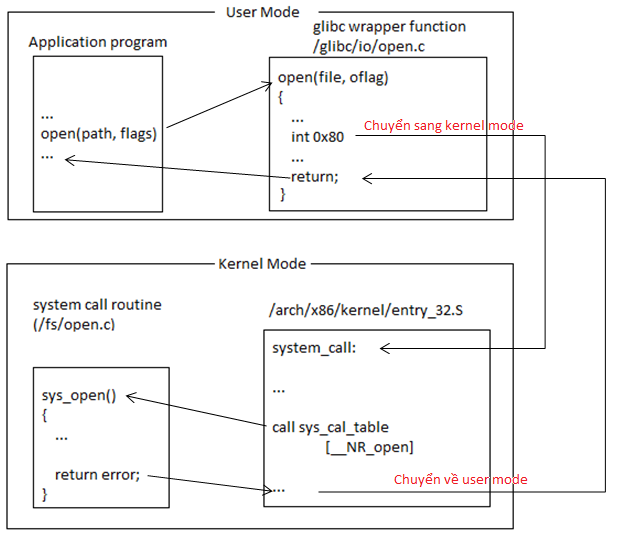 User Mode
Application program
glibc wrapper function
/glibc/io/open.c
...
open(path, flags)
...
open(file, oflag)
{
...
int 0x80
...
return;
}
Chuyển sang kernel mode
Kernel Mode
system call routine
(/fs/open.c)
/arch/x86/kernel/entry_32.S
sys_open()
{
...
return error;
}
system_call:
...
call sys_cal_table
[__NR_open]
...
Chuyển về user mode